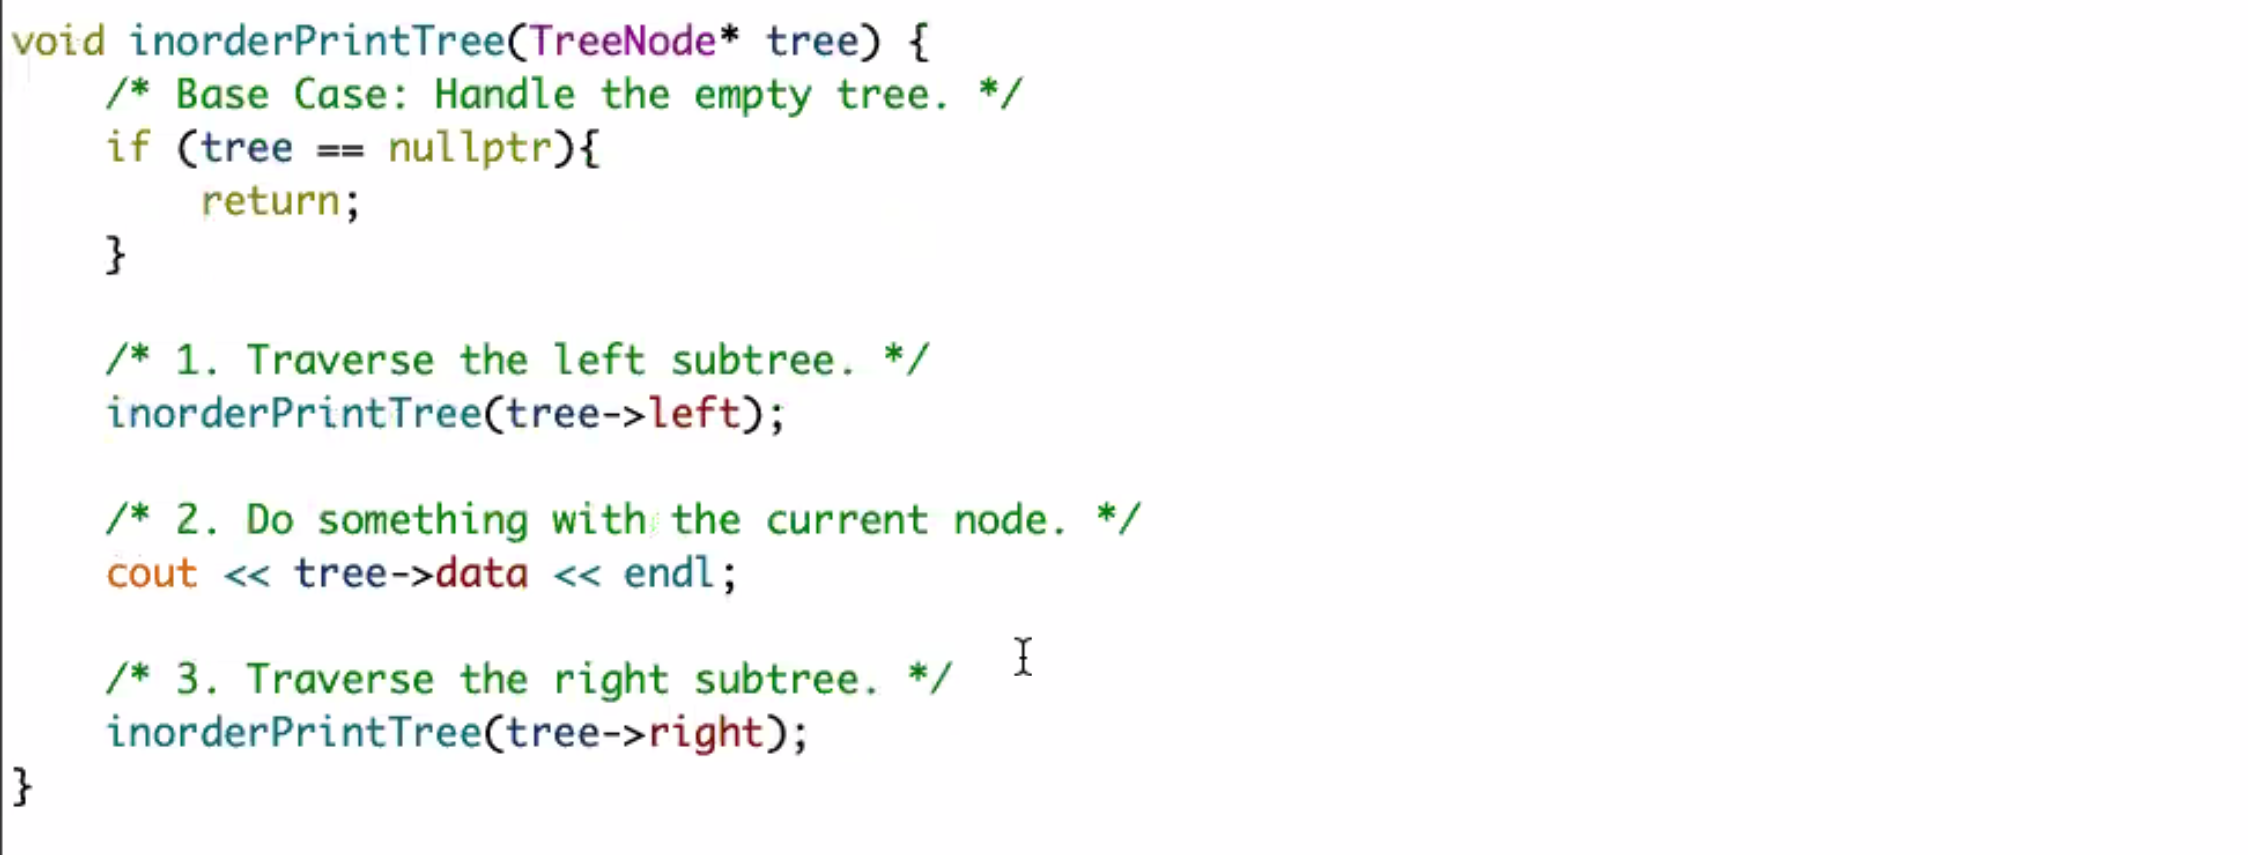 void inorderPrintTree(TreeNode* tree) {
    /* Base Case: Handle the empty tree. */
    if (tree == nullptr){
        return;
    }
    /* 1. Traverse the left subtree. */
    inorderPrintTree(tree->left);
    /* 2. Do something with the current node. */
    cout << tree->data << endl;
    /* 3. Traverse the right subtree. */
    inorderPrintTree(tree->right);
}